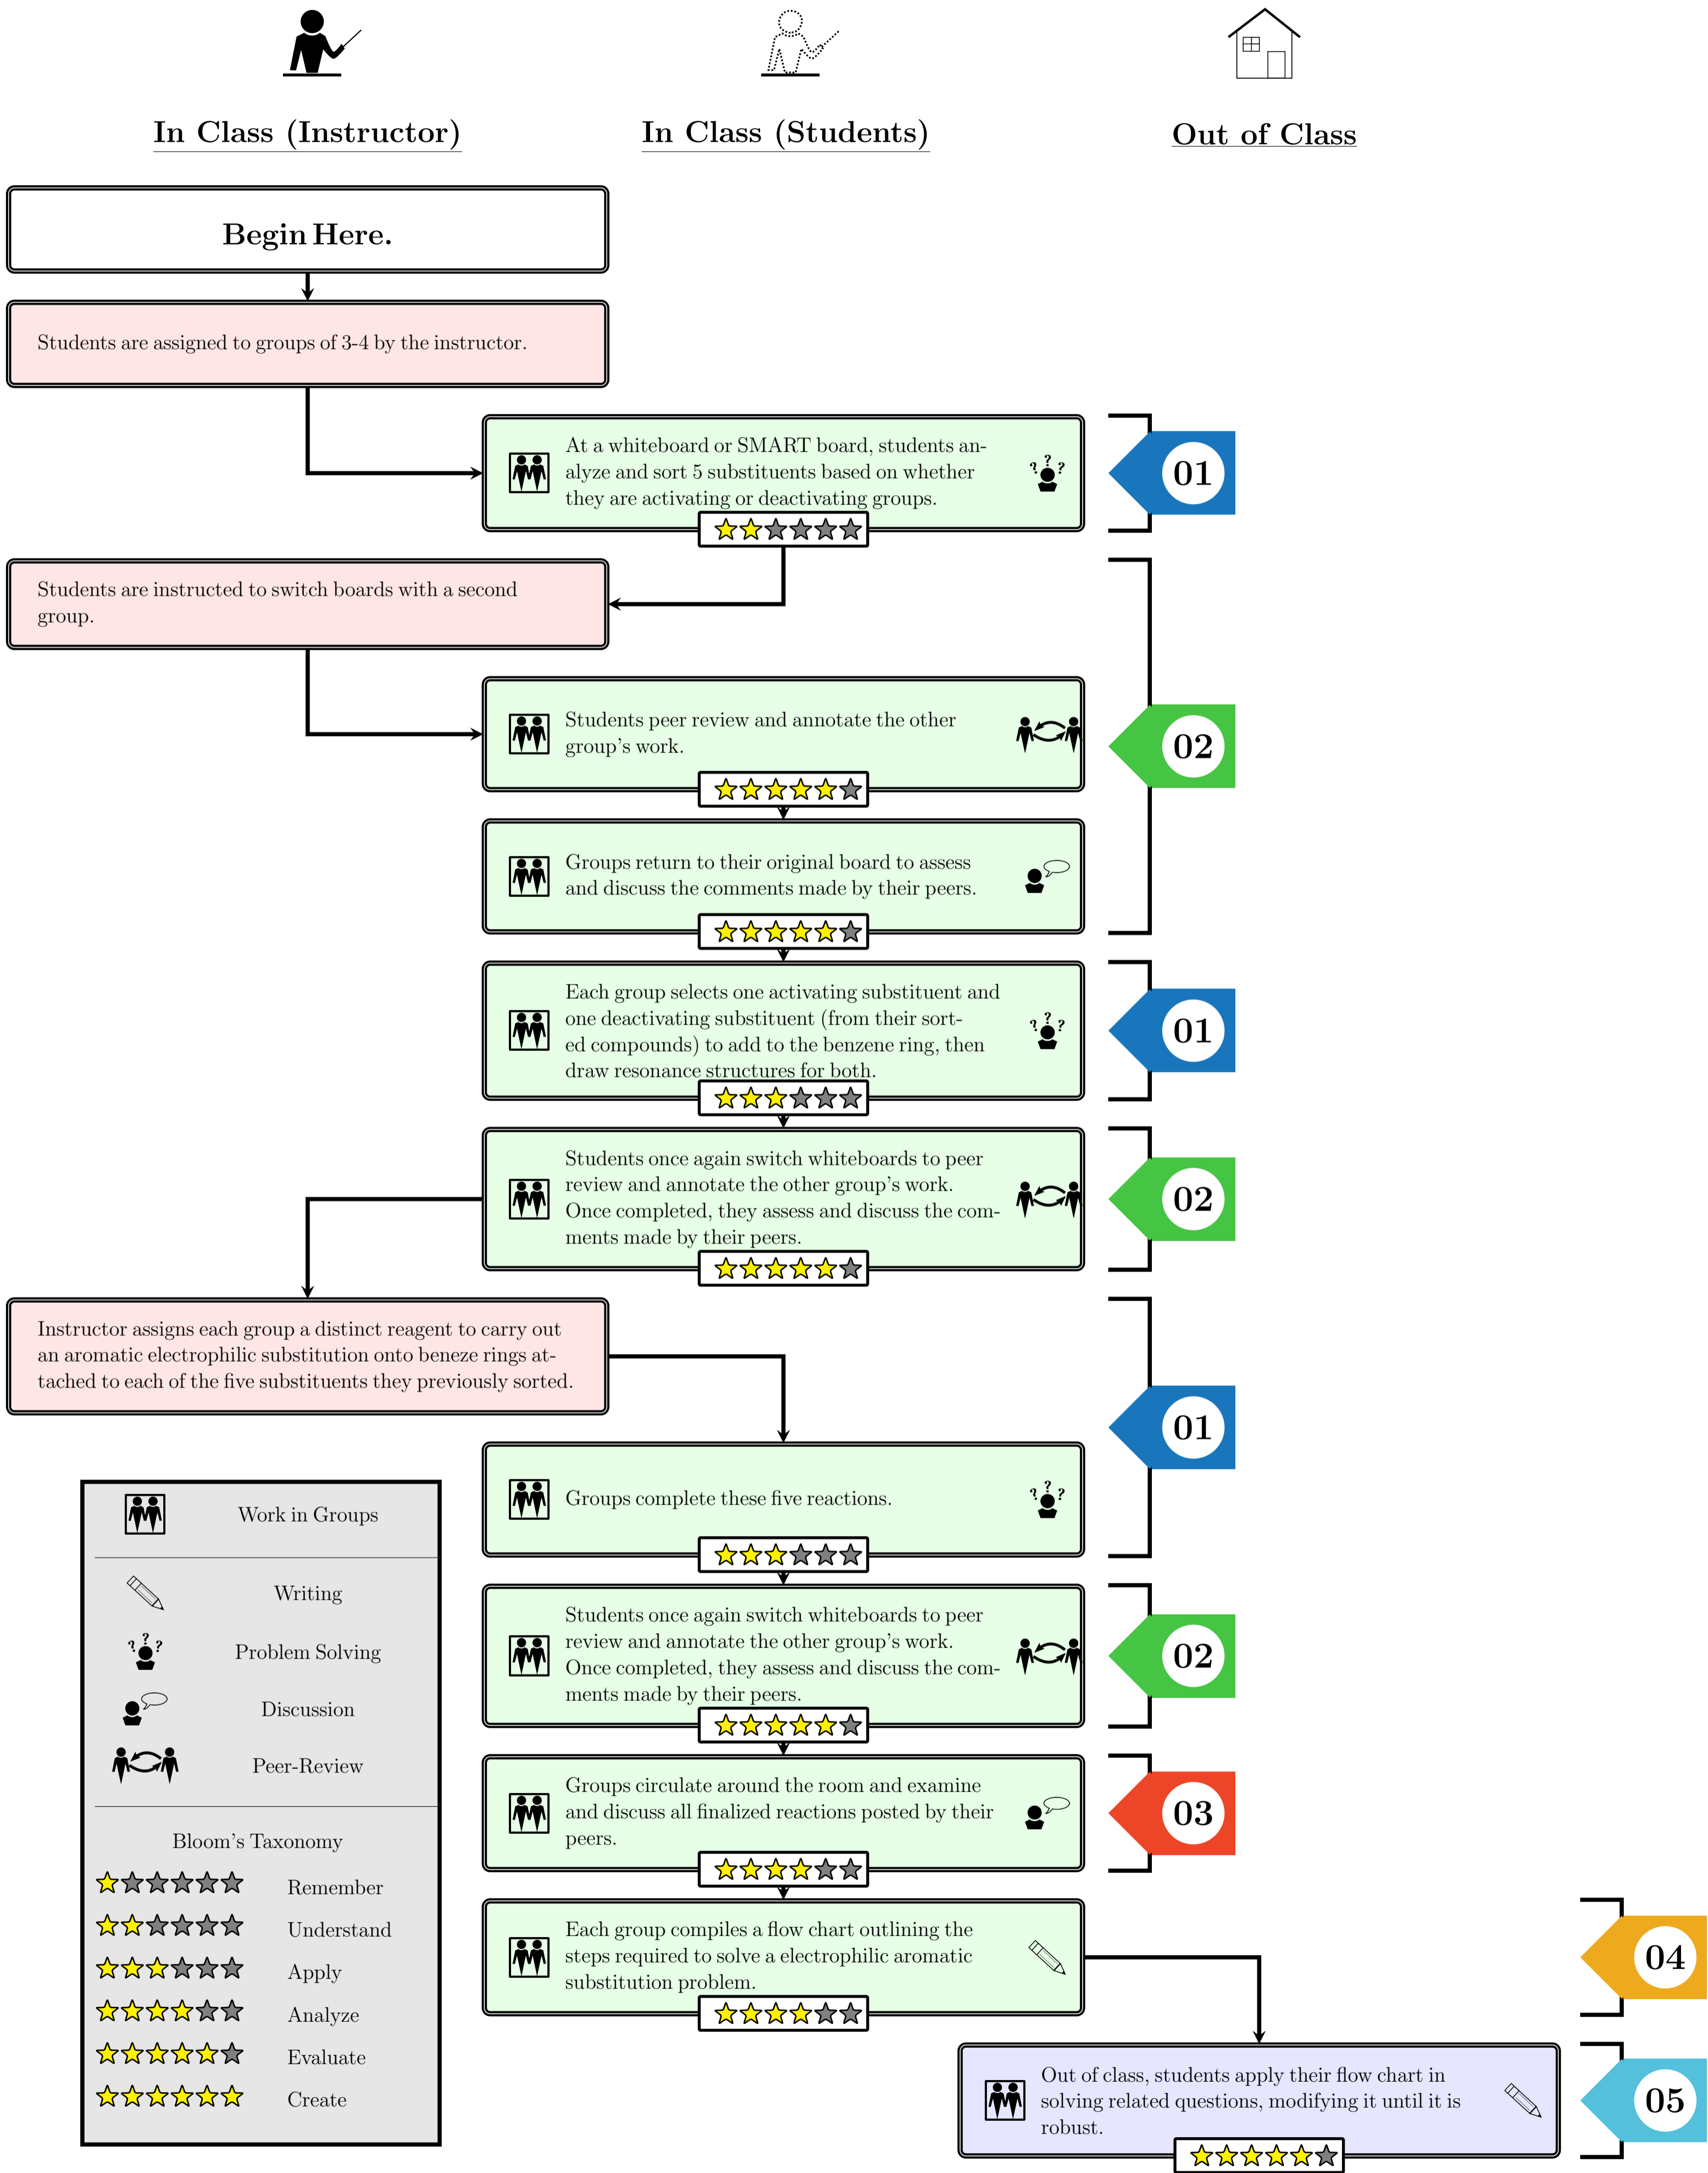 In Class (Instructor)
In Class (Students)
Out of Class
Begin Here.
Students are assigned to groups of 3-4 by the instructor.
At a whiteboard or SMART board, students an-
alyze and sort 5 substituents based on whether
they are activating or deactivating groups.
01
Students are instructed to switch boards with a second
group.
Students peer review and annotate the other
group's work.
02
Groups return to their original board to assess
and discuss the comments made by their peers.
Each group selects one activating substituent and
one deactivating substituent (from their sort-
ed compounds) to add to the benzene ring, then
draw resonance structures for both.
01
Students once again switch whiteboards to peer
review and annotate the other group's work.
Once completed, they assess and discuss the com-
ments made by their peers.
02
Instructor assigns each group a distinct reagent to carry out
an aromatic electrophilic substitution onto beneze rings at-
tached to each of the five substituents they previously sorted.
01
Groups complete these five reactions.
Students once again switch whiteboards to peer
review and annotate the other group's work.
Once completed, they assess and discuss the com-
ments made by their peers.
02
Groups circulate around the room and examine
and discuss all finalized reactions posted by their
peers.
03
Each group compiles a flow chart outlining the
steps required to solve a electrophilic aromatic
substitution problem.
04
Out of class, students apply their flow chart in
solving related questions, modifying it until it is
robust.
05
Work in Groups
Writing
Problem Solving
Discussion
Peer-Review
Bloom's Taxonomy
Remember
Understand
Apply
Analyze
Evaluate
Create